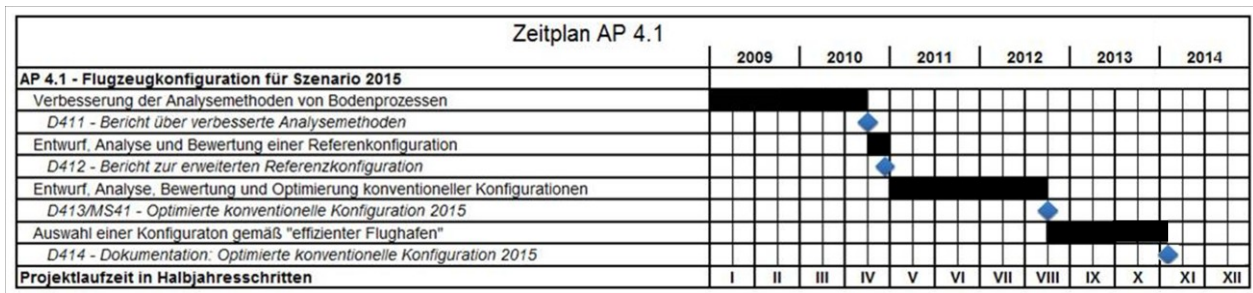 Zeitplan AP 4.1
2009 2010 2011 2012 2013 2014
AP 4.1 - Flugzeugkonfiguration für Szenario 2015
Verbesserung der Analysemethoden von Bodenprozessen
D411 - Bericht über verbesserte Analysemethoden
Entwurf, Analyse und Bewertung einer Referenkonfiguration
D412 - Bericht zur erweiterten Referenzkonfiguration
Entwurf, Analyse, Bewertung und Optimierung konventioneller Konfigurationen
D413/MS41 - Optimierte konventionelle Konfiguration 2015
Auswahl einer Konfiguraton gemäß "effizienter Flughafen"
D414 - Dokumentation: Optimierte konventionelle Konfiguration 2015
Projektlaufzeit in Halbjahresschritten I II III IV V VI VII VIII IX X XI XII